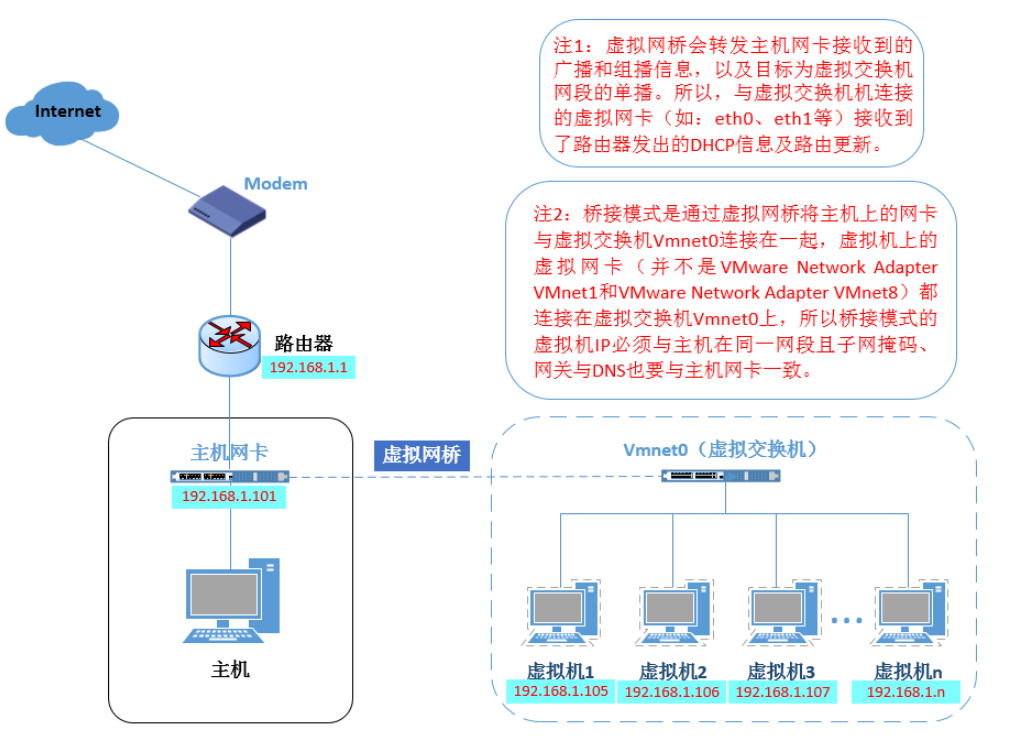 注1：虚拟网桥会转发主机网卡接收到的
广播和组播信息，以及目标为虚拟交换机
网段的单播。所以，与虚拟交换机机连接
的虚拟网卡（如：eth0、eth1等）接收到
了路由器发出的DHCP信息及路由更新。
Internet
Modem
注2：桥接模式是通过虚拟网桥将主机上的网卡
与虚拟交换机Vmnet0连接在一起，虚拟机上的
虚拟网卡（并不是VMware Network Adapter
VMnet1和VMware Network Adapter VMnet8）都
连接在虚拟交换机Vmnet0上，所以桥接模式的
虚拟机IP必须与主机在同一网段且子网掩码、
网关与DNS也要与主机网卡一致。
路由器
192.168.1.1
主机网卡
192.168.1.101
虚拟网桥
Vmnet0（虚拟交换机）
主机
虚拟机1
192.168.1.105
虚拟机2
192.168.1.106
虚拟机3
192.168.1.107
...
虚拟机n
192.168.1.n